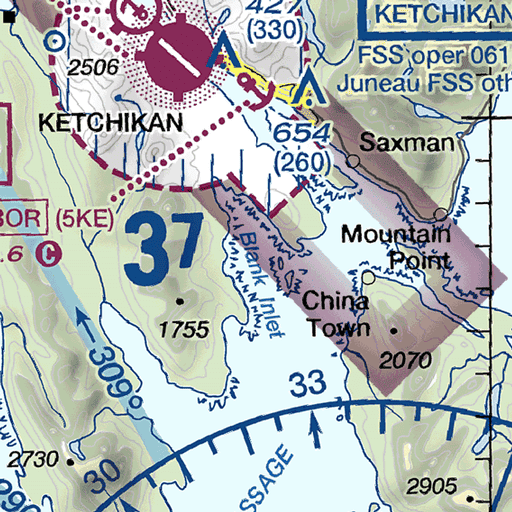 427
(330)
KETCHIKAN
FSS oper 061
Juneau FSS oth
2506
KETCHIKAN
654
(260)
Saxman
BOR (5KE)
.6 C
37
Mountain
Point
Blank Inlet
China
Town
1755
2070
309°
33
2730
30
SSAGE
2905